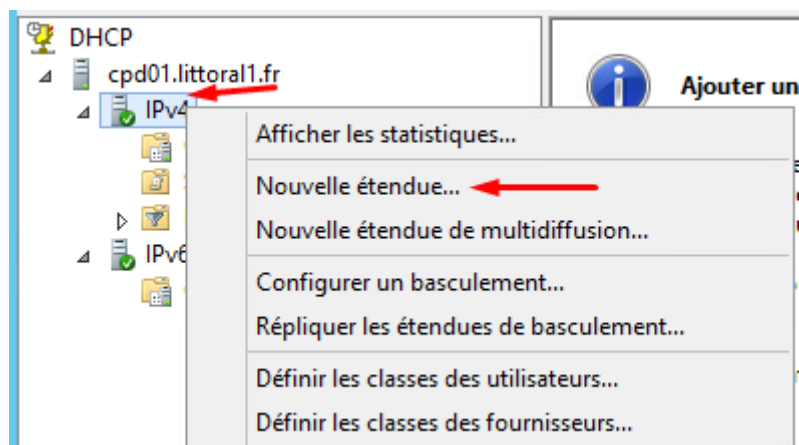 DHCP
cpd01.littoral1.fr
Ajouter un
IPv4
Afficher les statistiques...
Nouvelle étendue...
Nouvelle étendue de multidiffusion...
IPv6
Configurer un basculement...
Répliquer les étendues de basculement...
Définir les classes des utilisateurs...
Définir les classes des fournisseurs...